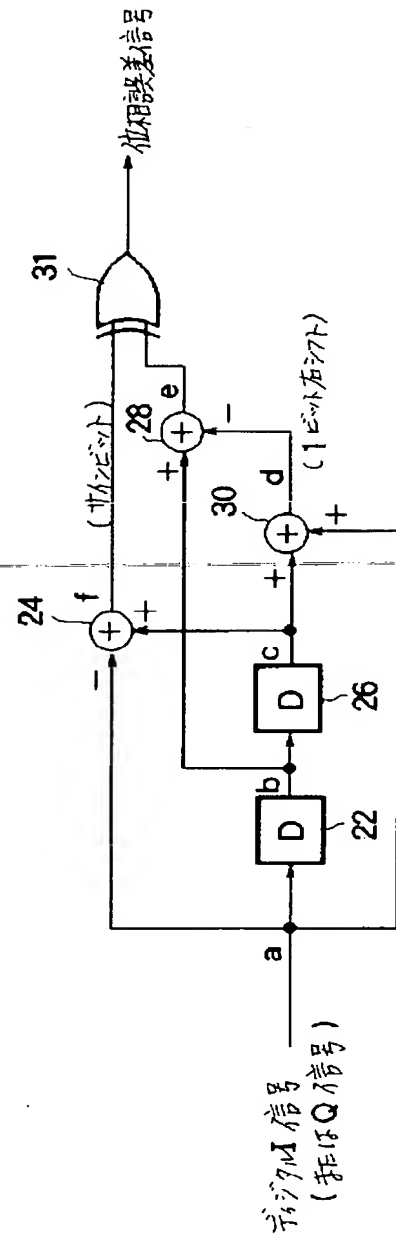 ディジタルI信号
(またはQ信号)
a
D
22
b
D
26
c
+
+
30
d
(1ビット右シフト)
−
+
28
e
−
+
24
f
(サインビット)
31
位相誤差信号